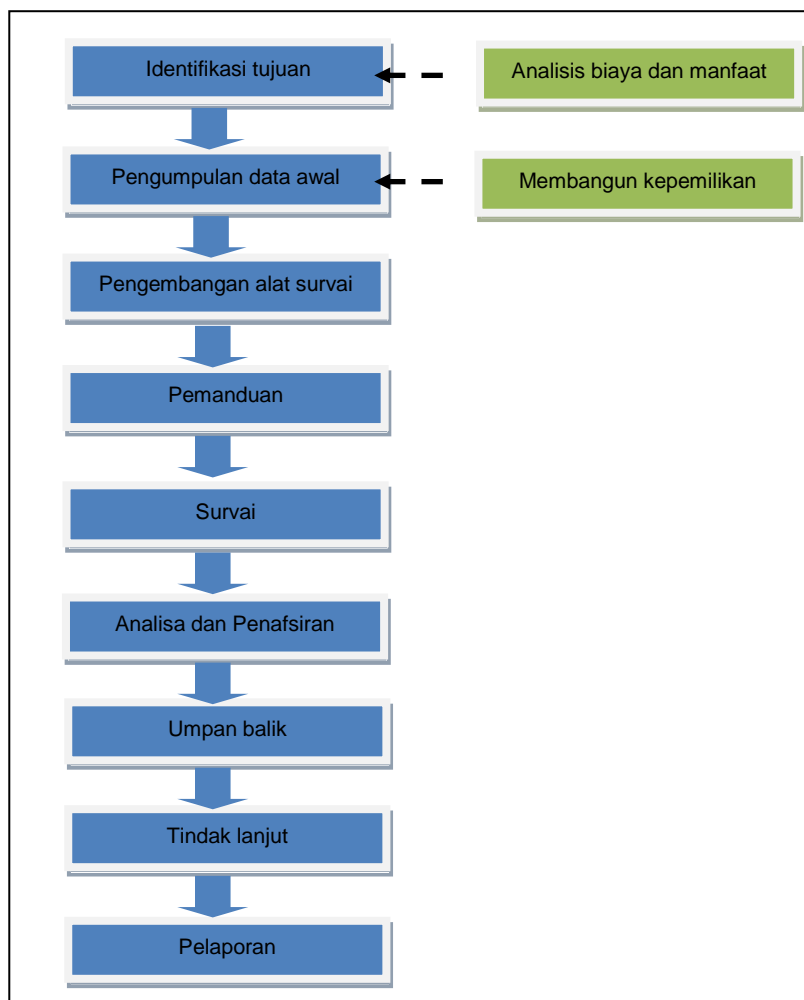 Identifikasi tujuan
Analisis biaya dan manfaat
Pengumpulan data awal
Membangun kepemilikan
Pengembangan alat survai
Pemanduan
Survai
Analisa dan Penafsiran
Umpan balik
Tindak lanjut
Pelaporan